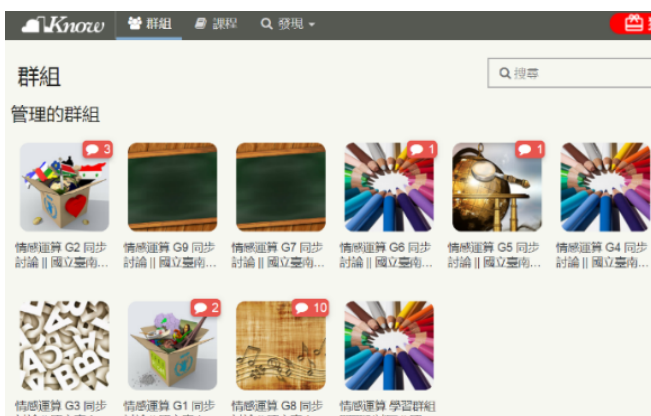 Know 群組 課程 發現
群組
搜尋
管理的群組
3
1
1
情感運算 G2 同步
討論 || 國立臺南...
情感運算 G9 同步
討論 || 國立臺南...
情感運算 G7 同步
討論 || 國立臺南...
情感運算 G6 同步
討論 || 國立臺南...
情感運算 G5 同步
討論 || 國立臺南...
情感運算 G4 同步
討論 || 國立臺南...
2
10
情感運算 G3 同步
情感運算 G1 同步
情感運算 G8 同步
情感運算 學習群組